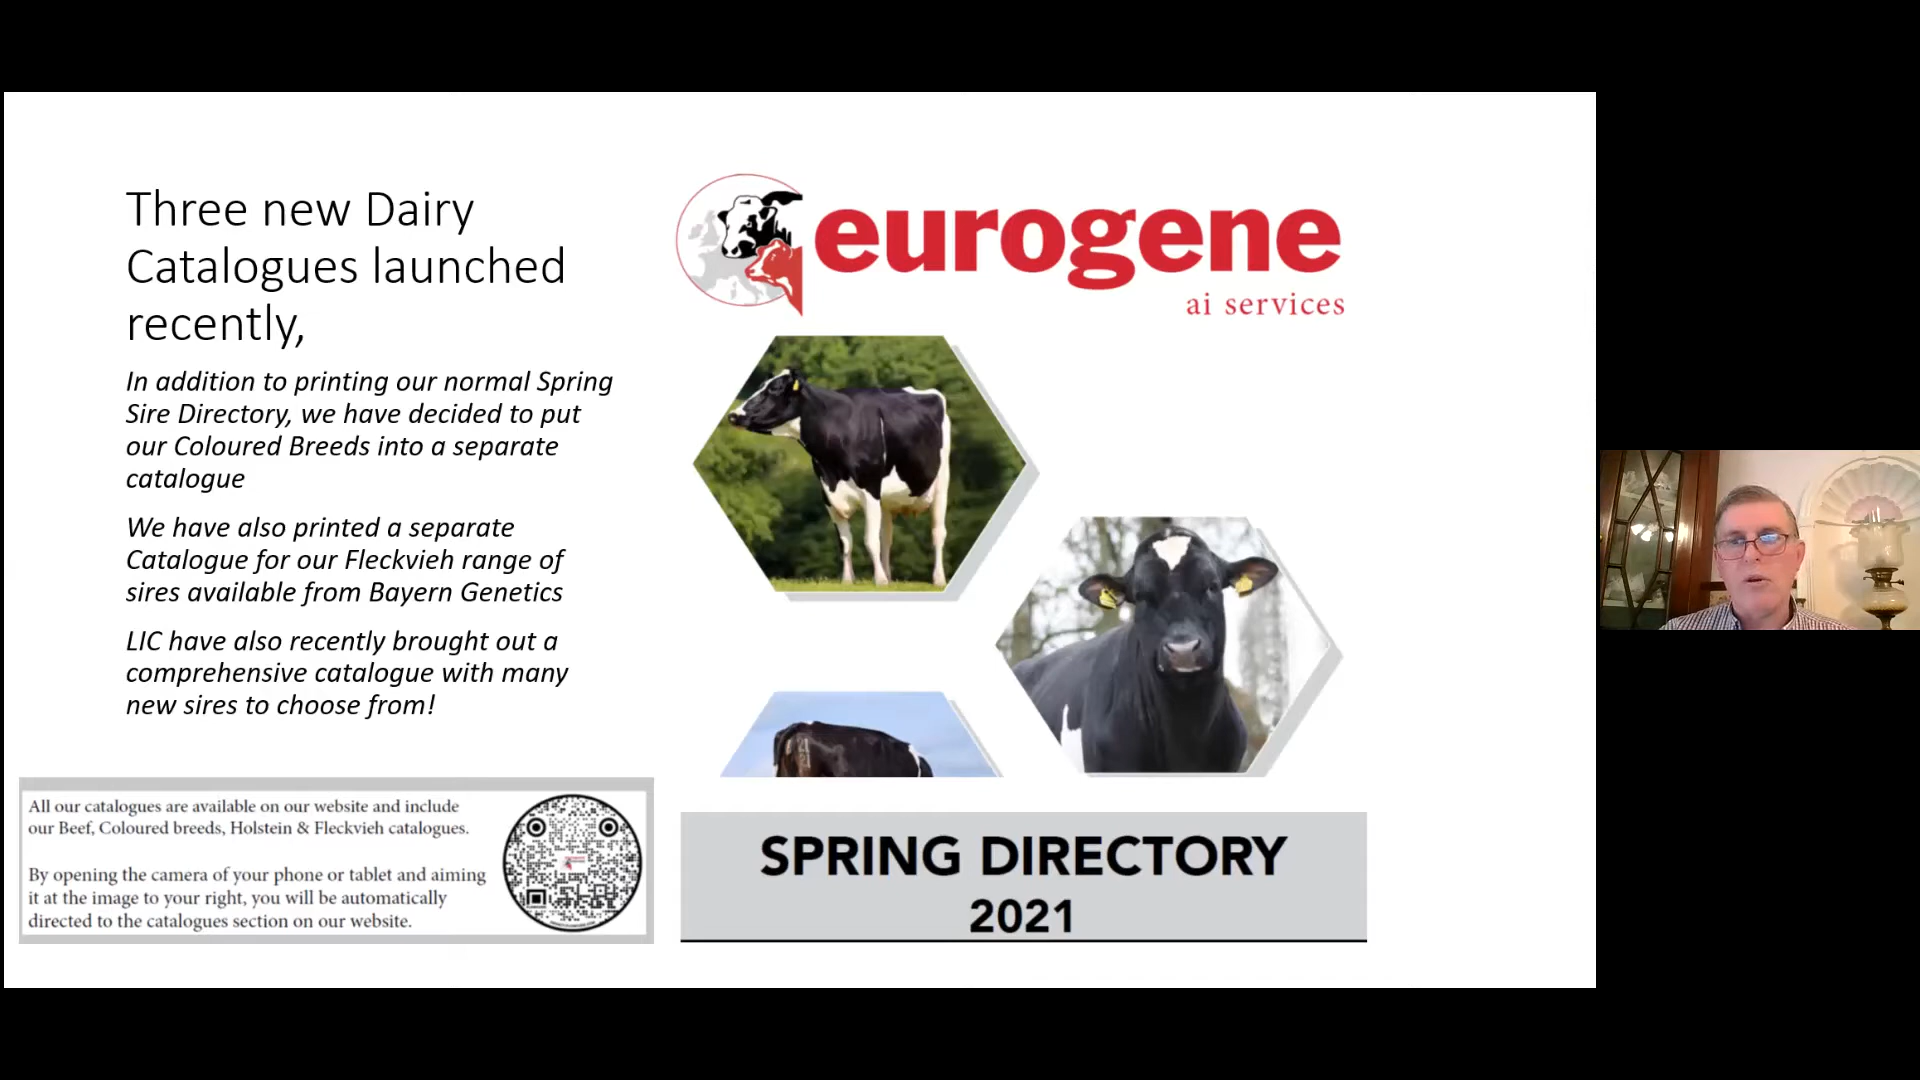 Three new Dairy
Catalogues launched
recently,
In addition to printing our normal Spring
Sire Directory, we have decided to put
our Coloured Breeds into a separate
catalogue
We have also printed a separate
Catalogue for our Fleckvieh range of
sires available from Bayern Genetics
LIC have also recently brought out a
comprehensive catalogue with many
new sires to choose from!
All our catalogues are available on our website and include
our Beef, Coloured breeds, Holstein & Fleckvieh catalogues.
By opening the camera of your phone or tablet and aiming
it at the image to your right, you will be automatically
directed to the catalogues section on our website.
eurogene
ai services
SPRING DIRECTORY
2021